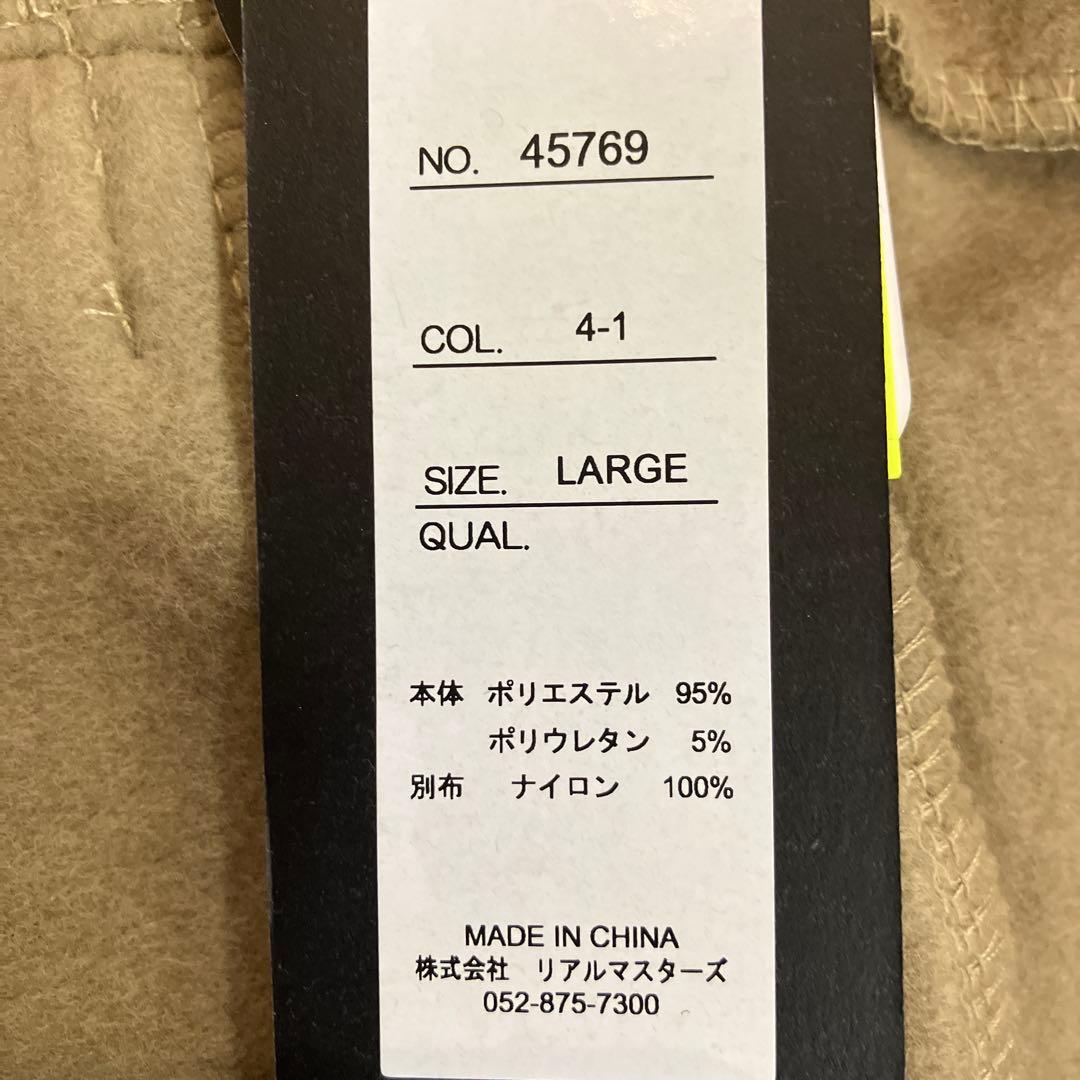 NO. 45769
COL. 4-1
SIZE. LARGE
QUAL.
本体 ポリエステル 95%
ポリウレタン 5%
別布 ナイロン 100%
MADE IN CHINA
株式会社 リアルマスターズ
052-875-7300